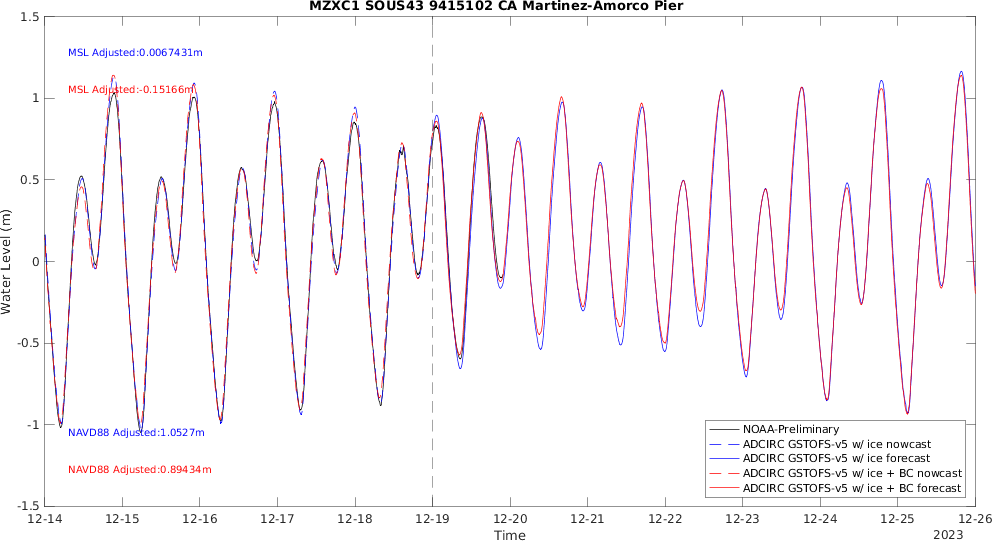 MZXC1 SOUS43 9415102 CA Martinez-Amorco Pier
1.5
1
0.5
0
-0.5
-1
-1.5
Water Level (m)
MSL Adjusted:0.0067431m
MSL Adjusted:-0.15166m
NAVD88 Adjusted:1.0527m
NAVD88 Adjusted:0.89434m
NOAA-Preliminary
ADCIRC GSTOFS-v5 w/ ice nowcast
ADCIRC GSTOFS-v5 w/ ice forecast
ADCIRC GSTOFS-v5 w/ ice + BC nowcast
ADCIRC GSTOFS-v5 w/ ice + BC forecast
12-14 12-15 12-16 12-17 12-18 12-19 12-20 12-21 12-22 12-23 12-24 12-25 12-26
Time
2023